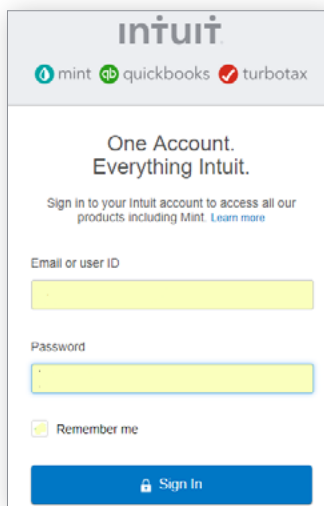 intuit
mint qb quickbooks turbotax
One Account.
Everything Intuit.
Sign in to your Intuit account to access all our
products including Mint. Learn more
Email or user ID
Password
Remember me
Sign In